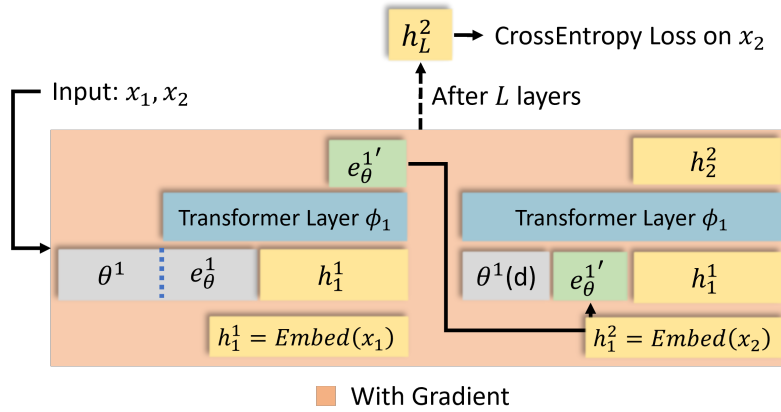 h_L^2
CrossEntropy Loss on x_2
Input: x_1, x_2
After L layers
e_θ^1′
h_2^2
Transformer Layer ϕ_1
Transformer Layer ϕ_1
θ^1
e_θ^1
h_1^1
θ^1(d)
e_θ^1′
h_1^1
h_1^1 = Embed(x_1)
h_1^2 = Embed(x_2)
With Gradient